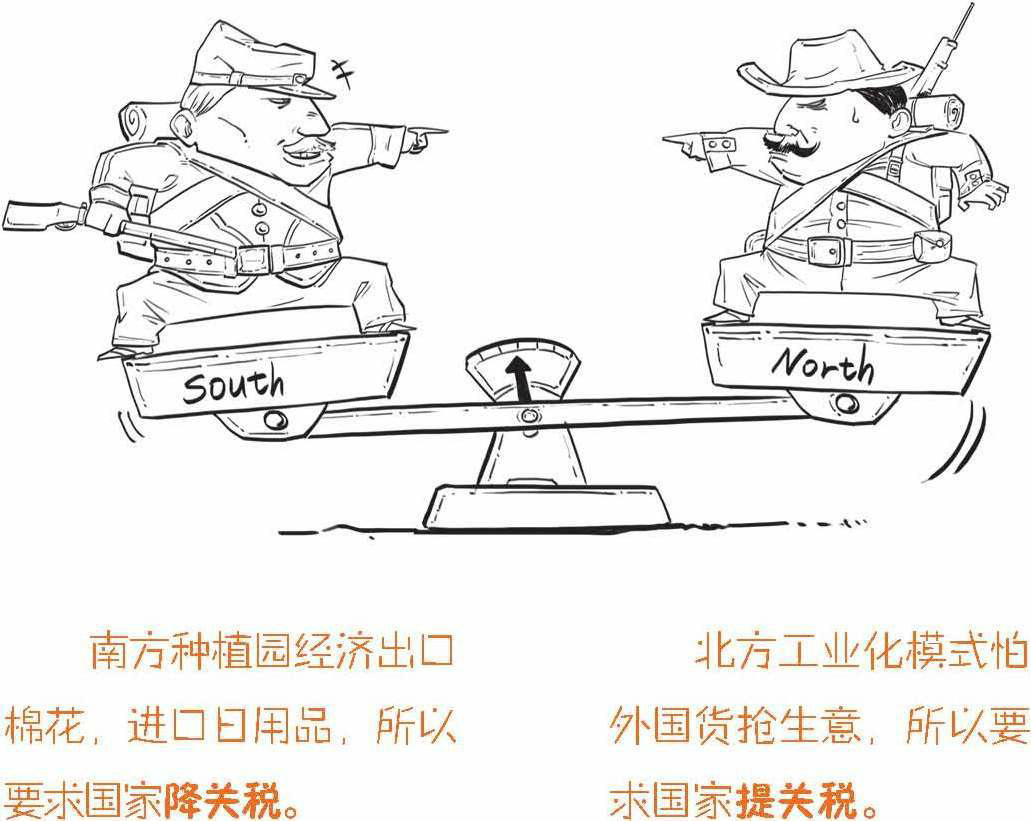 South
North
南方种植园经济出口
棉花，进口日用品，所以
要求国家降关税。
北方工业化模式怕
外国货抢生意，所以要
求国家提关税。